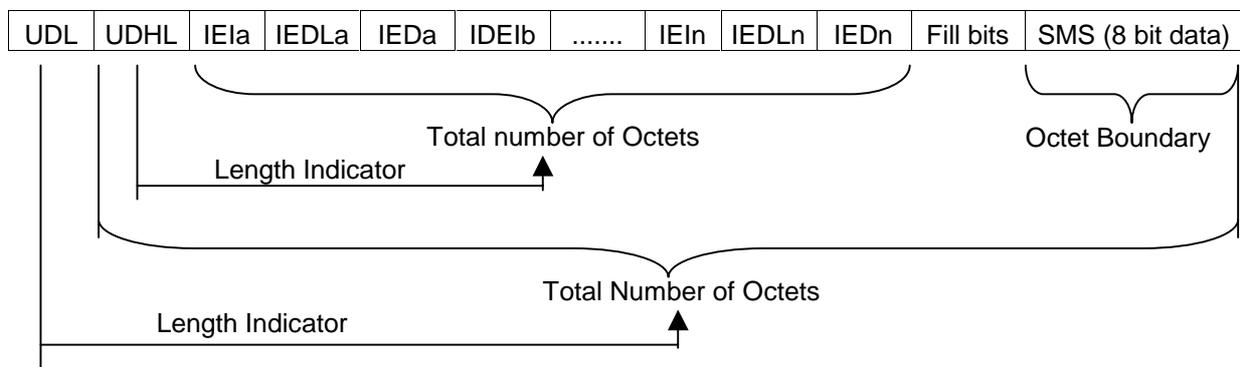 UDL UDHL IEIa IEDLa IEDa IDEIb ....... IEIn IEDLn IEDn Fill bits SMS (8 bit data)
Total number of Octets
Octet Boundary
Length Indicator
Total Number of Octets
Length Indicator